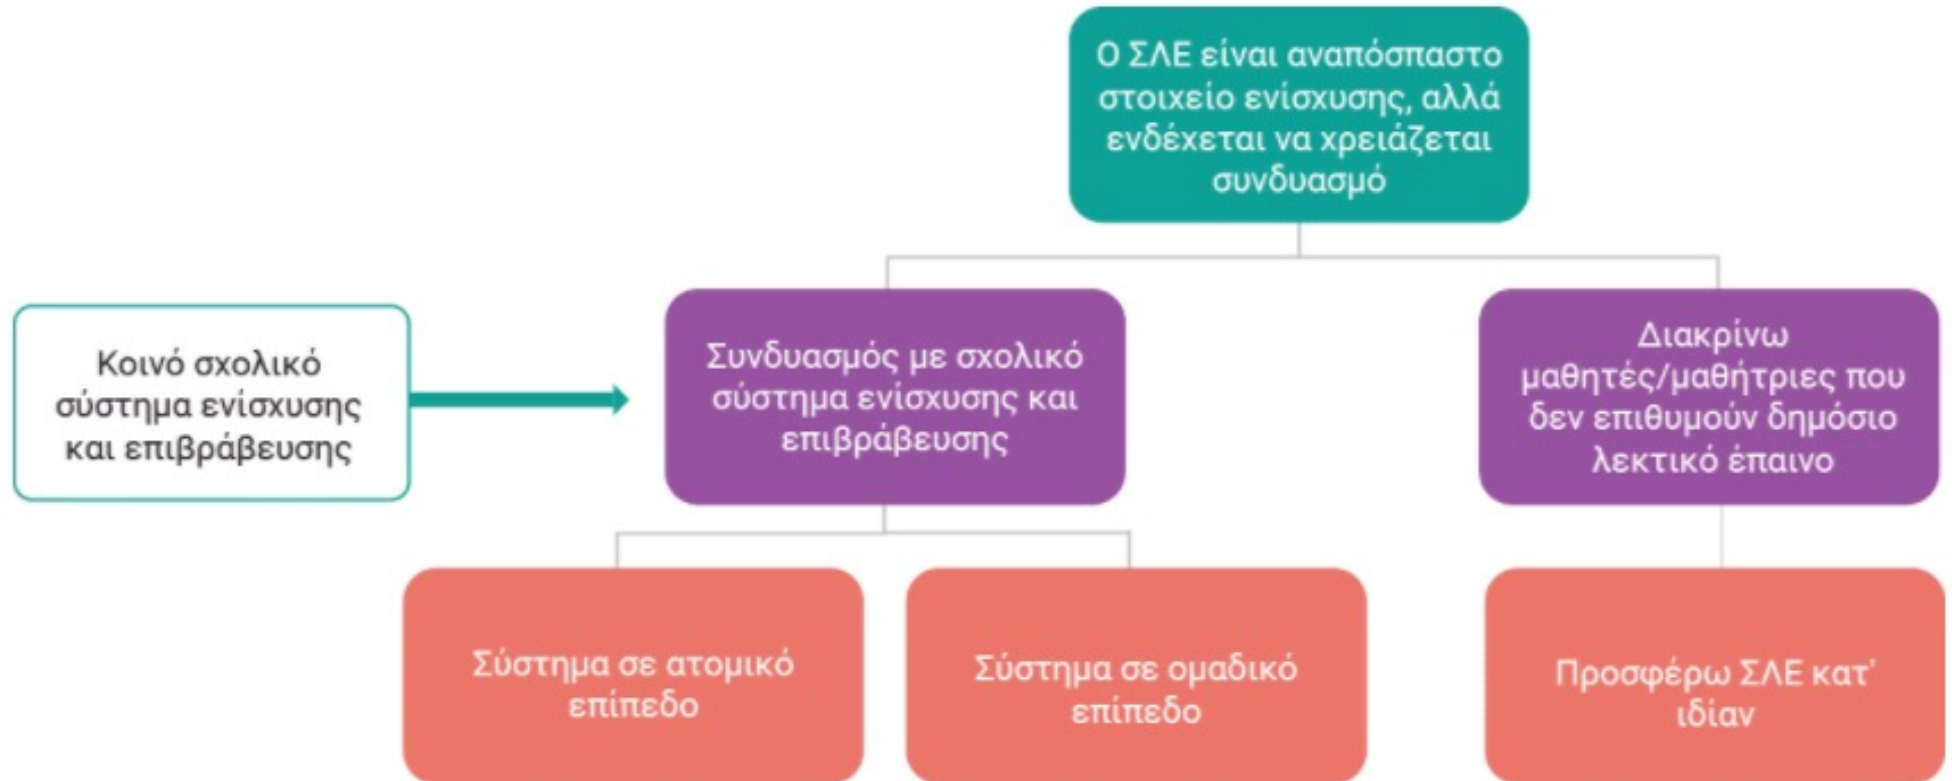 Ο ΣΛΕ είναι αναπόσπαστο
στοιχείο ενίσχυσης, αλλά
ενδέχεται να χρειάζεται
συνδυασμό
Κοινό σχολικό
σύστημα ενίσχυσης
και επιβράβευσης
Συνδυασμός με σχολικό
σύστημα ενίσχυσης και
επιβράβευσης
Διακρίνω
μαθητές/μαθήτριες που
δεν επιθυμούν δημόσιο
λεκτικό έπαινο
Σύστημα σε ατομικό
επίπεδο
Σύστημα σε ομαδικό
επίπεδο
Προσφέρω ΣΛΕ κατ'
ιδίαν